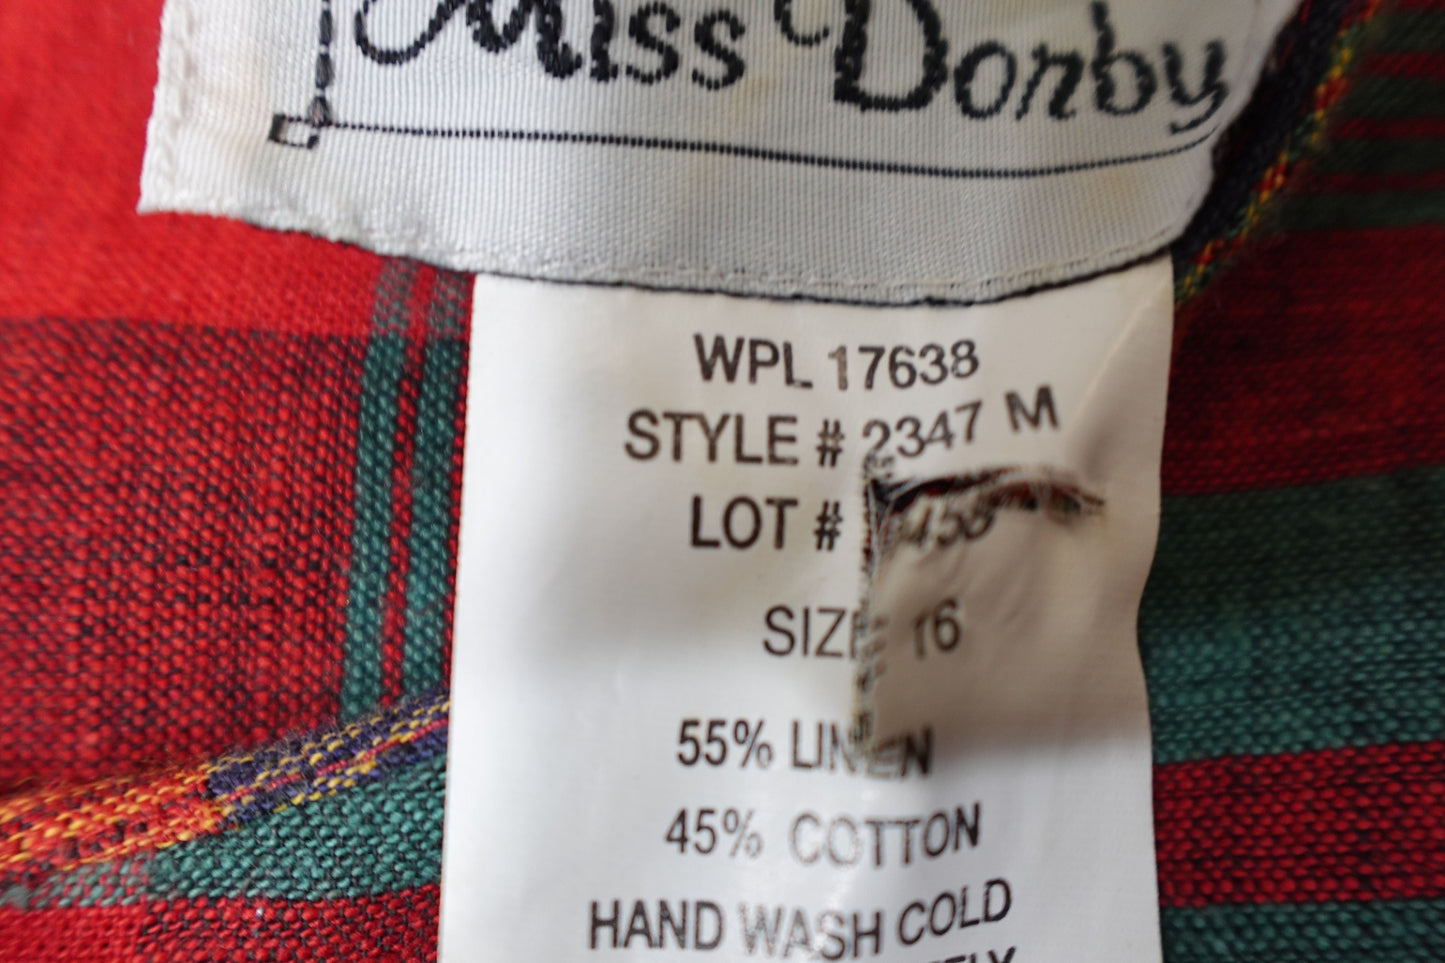 Miss Dorby
WPL 17638
STYLE # 2347 M
LOT #
SIZE 16
55% LINEN
45% COTTON
HAND WASH COLD